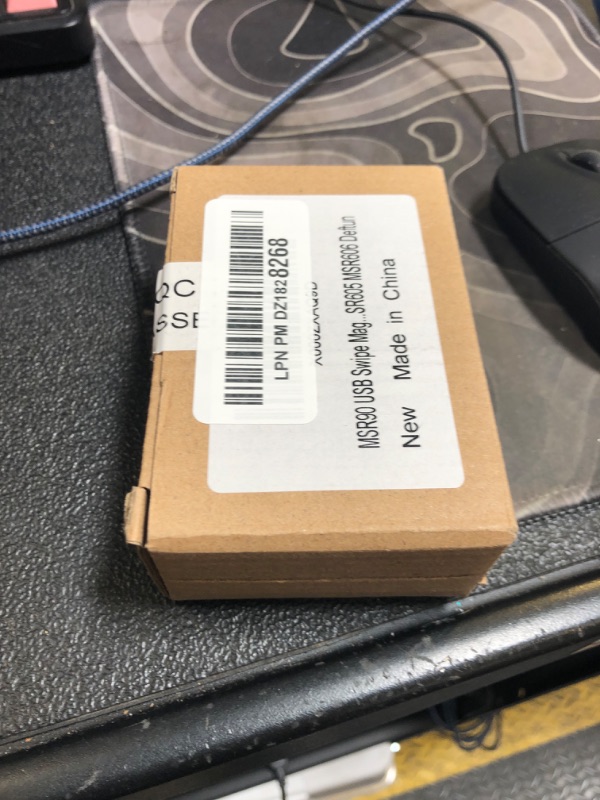 QC
LPN PM DZ1828268
MSR90 USB Swipe Mag...SR605 MSR606 Deftun
New Made in China